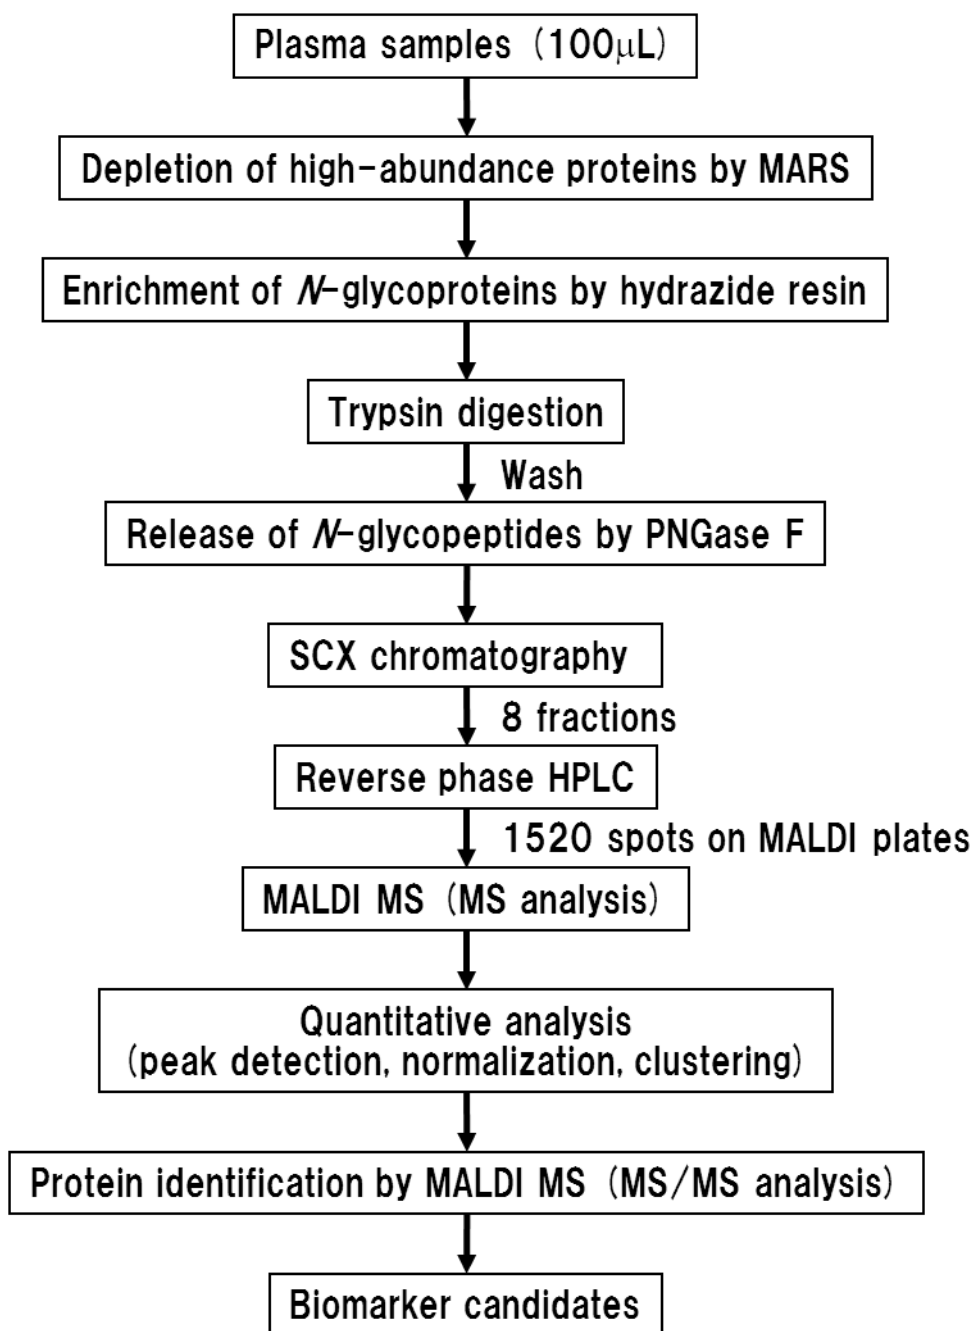 Plasma samples (100μL)
Depletion of high-abundance proteins by MARS
Enrichment of N-glycoproteins by hydrazide resin
Trypsin digestion
Wash
Release of N-glycopeptides by PNGase F
SCX chromatography
8 fractions
Reverse phase HPLC
1520 spots on MALDI plates
MALDI MS (MS analysis)
Quantitative analysis
(peak detection, normalization, clustering)
Protein identification by MALDI MS (MS/MS analysis)
Biomarker candidates